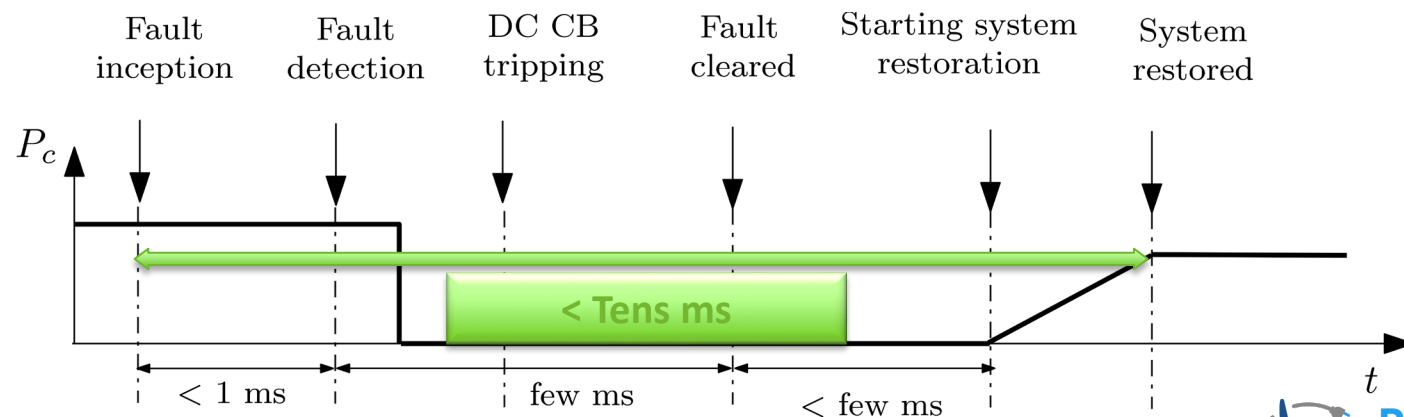 Fault
inception
Fault
detection
DC CB
tripping
Fault
cleared
Starting system
restoration
System
restored
P_c
< Tens ms
< 1 ms
few ms
< few ms
t